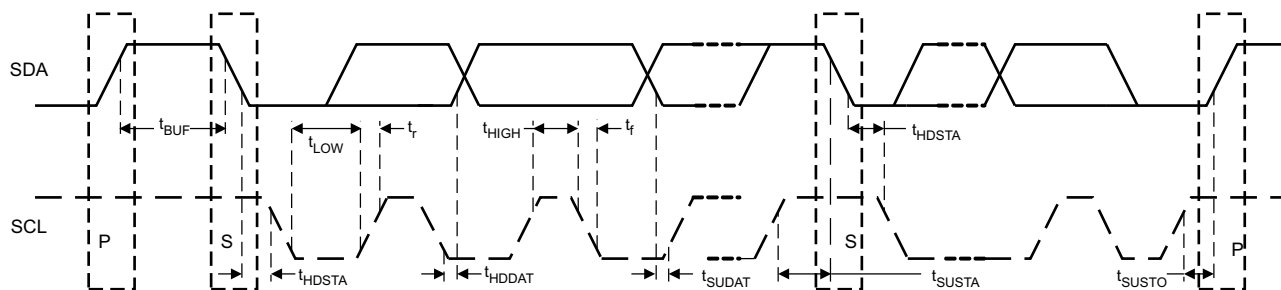 SDA
tBUF
tLOW
tr
tHIGH
tf
tHDSTA
SCL
P
S
S
P
tHDSTA
tHDDAT
tSUDAT
tSUSTA
tSUSTO